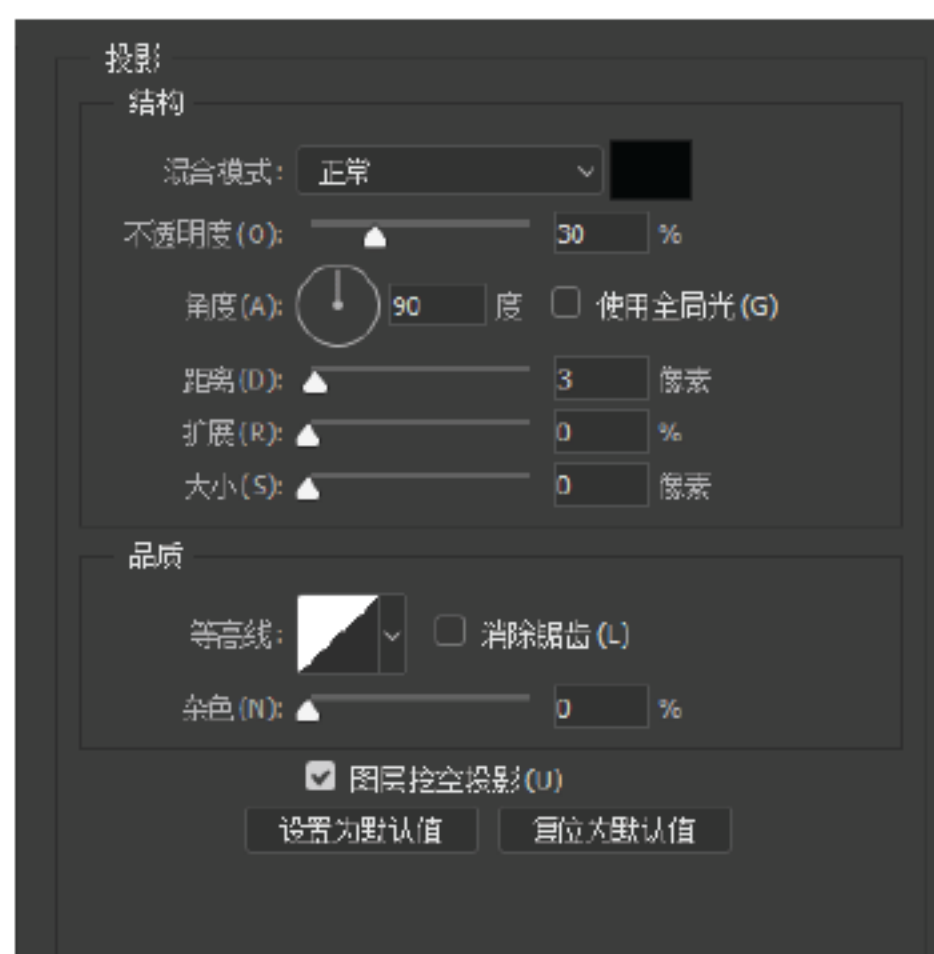 投影
结构
混合模式: 正常
不透明度(O): 30 %
角度(A): 90 度 使用全局光(G)
距离(D): 3 像素
扩展(R): 0 %
大小(S): 0 像素
品质
等高线: 消除锯齿(L)
杂色(N): 0 %
图层挖空投影(U)
设置为默认值 复位为默认值